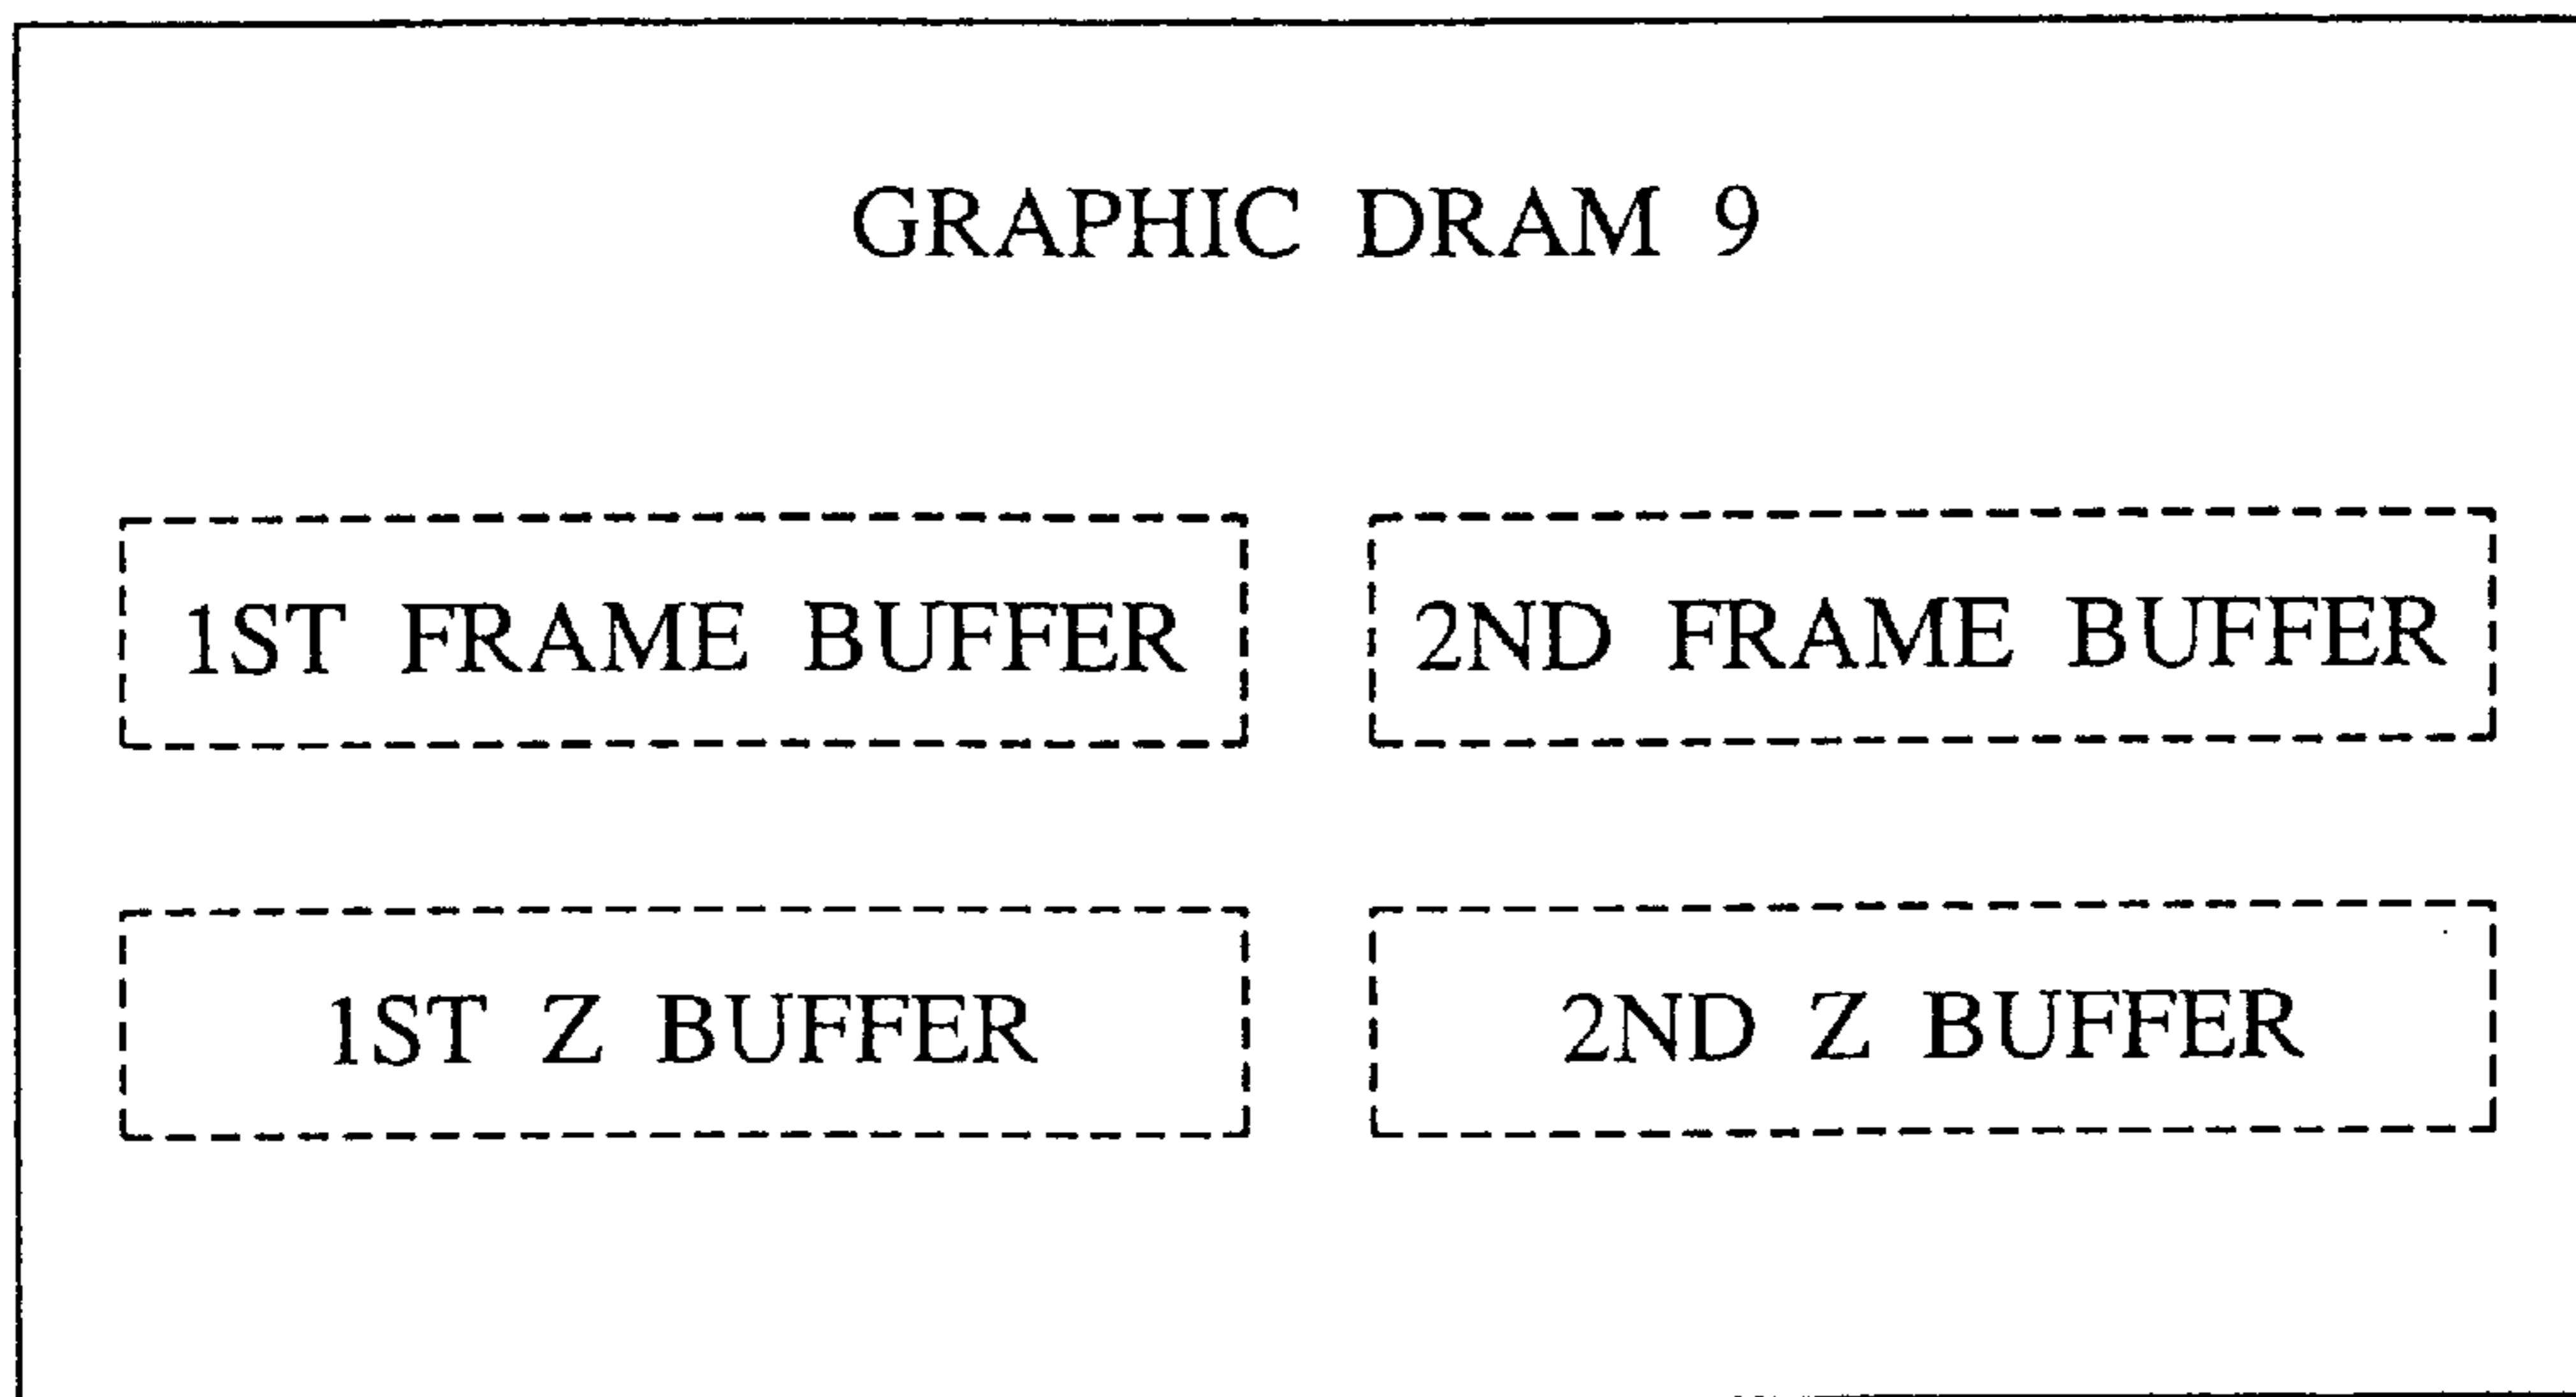 GRAPHIC DRAM 9
1ST FRAME BUFFER
2ND FRAME BUFFER
1ST Z BUFFER
2ND Z BUFFER